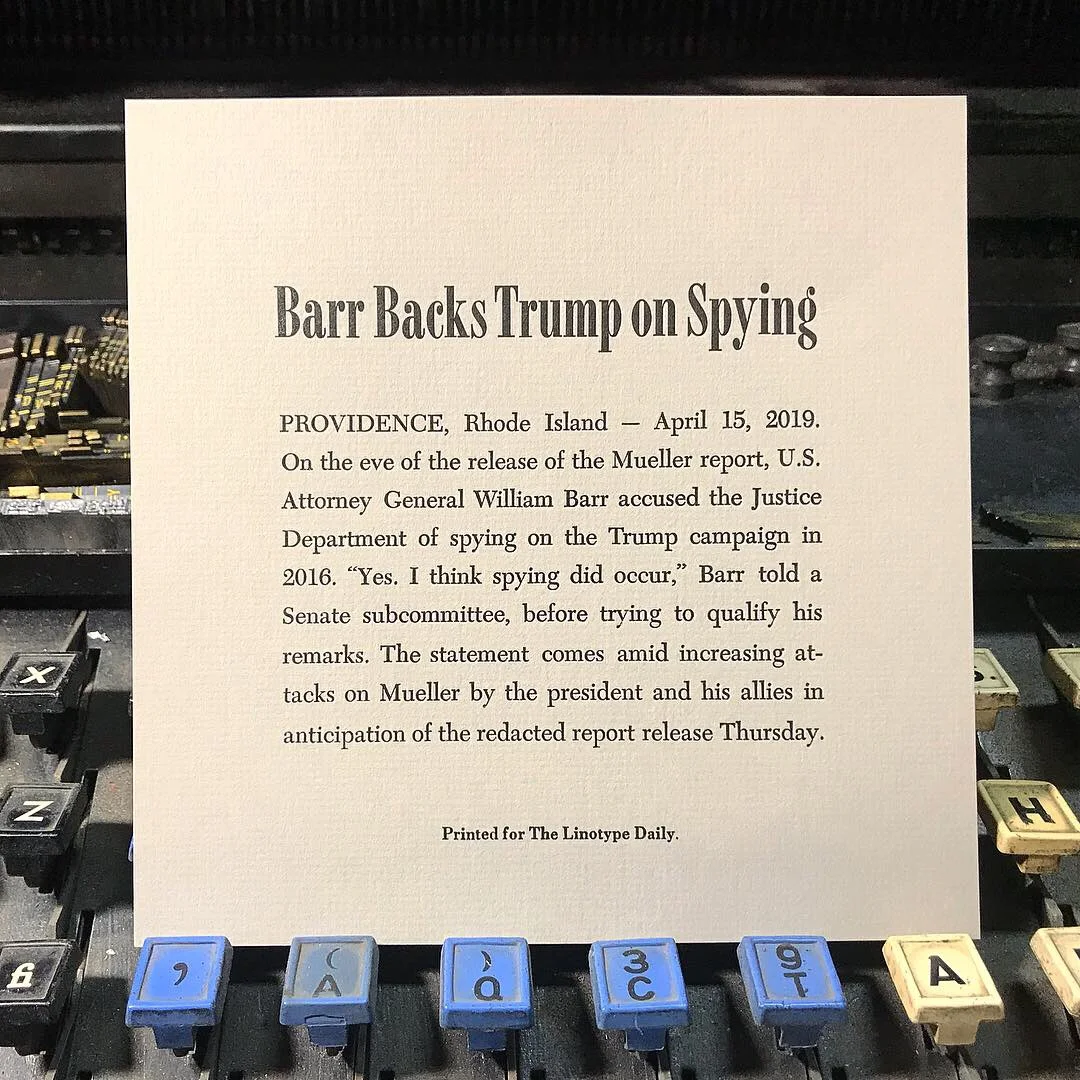 Barr Backs Trump on Spying
PROVIDENCE, Rhode Island — April 15, 2019.
On the eve of the release of the Mueller report, U.S.
Attorney General William Barr accused the Justice
Department of spying on the Trump campaign in
2016. “Yes. I think spying did occur,” Barr told a
Senate subcommittee, before trying to qualify his
remarks. The statement comes amid increasing at-
tacks on Mueller by the president and his allies in
anticipation of the redacted report release Thursday.
Printed for The Linotype Daily.
X
Z
H
fi
,
( A
) Q
3 C
9 T
A